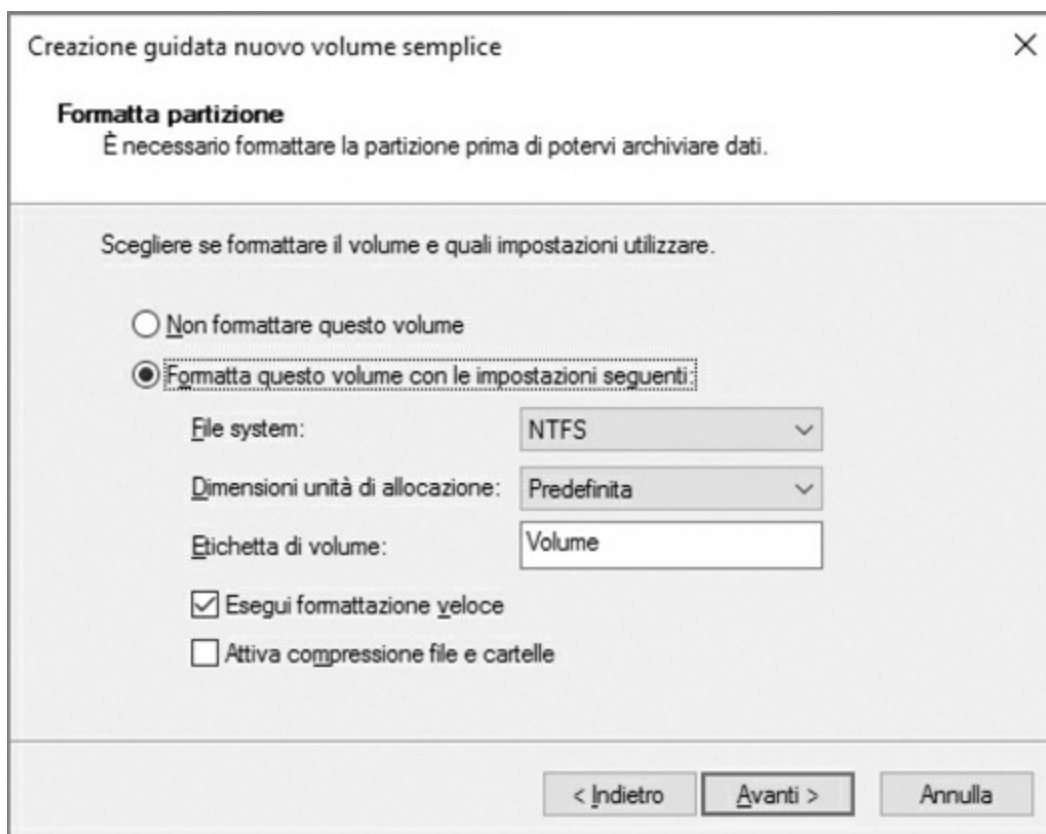 Creazione guidata nuovo volume semplice
Formatta partizione
È necessario formattare la partizione prima di potervi archiviare dati.
Scegliere se formattare il volume e quali impostazioni utilizzare.
Non formattare questo volume
Formatta questo volume con le impostazioni seguenti:
File system: NTFS
Dimensioni unità di allocazione: Predefinita
Etichetta di volume: Volume
Esegui formattazione veloce
Attiva compressione file e cartelle
< Indietro Avanti > Annulla